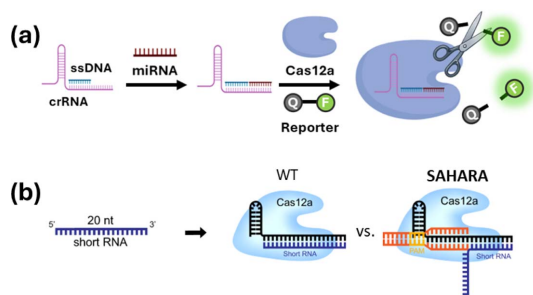 (a)
ssDNA
crRNA
miRNA
Cas12a
Q F
Reporter
Q F
Q F
(b)
5' 20 nt 3'
short RNA
WT
Cas12a
Short RNA
vs.
SAHARA
Cas12a
Short RNA